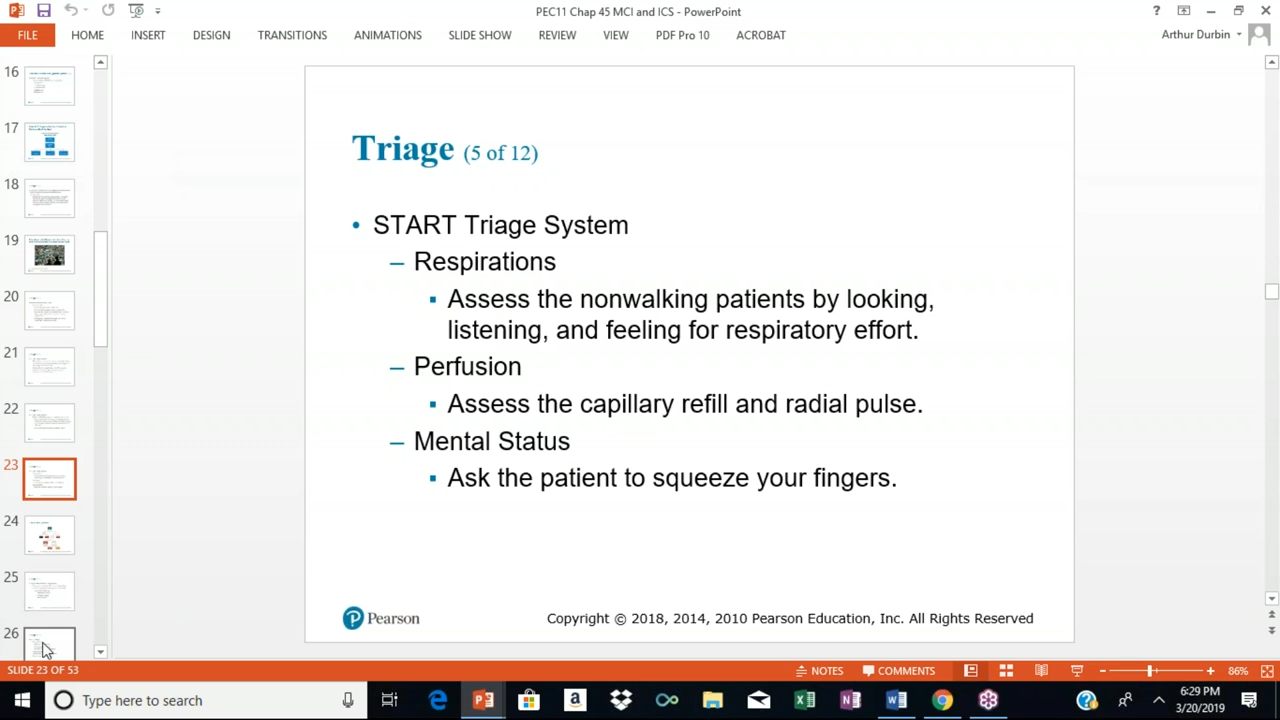 PEC11 Chap 45 MCI and ICS - PowerPoint
?
FILE HOME INSERT DESIGN TRANSITIONS ANIMATIONS SLIDE SHOW REVIEW VIEW PDF Pro 10 ACROBAT Arthur Durbin
16
17
18
19
20
21
22
23
24
25
26
Triage (5 of 12)
• START Triage System
– Respirations
▪ Assess the nonwalking patients by looking,
listening, and feeling for respiratory effort.
– Perfusion
▪ Assess the capillary refill and radial pulse.
– Mental Status
▪ Ask the patient to squeeze your fingers.
Pearson
Copyright © 2018, 2014, 2010 Pearson Education, Inc. All Rights Reserved
SLIDE 23 OF 53 NOTES COMMENTS 86%
Type here to search
6:29 PM
3/20/2019